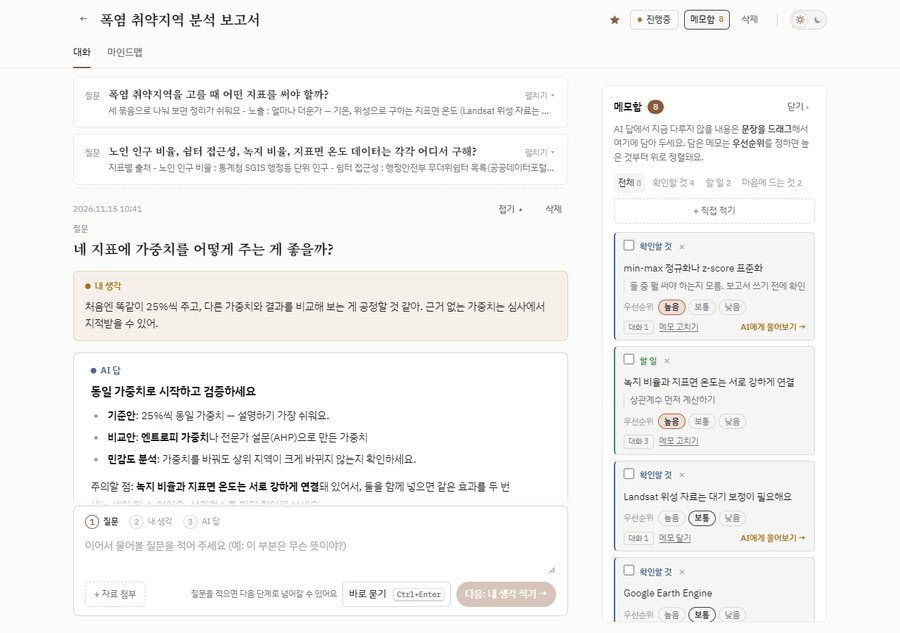 ← 폭염 취약지역 분석 보고서
★ 진행중 메모함 8 삭제
대화 마인드맵
질문 폭염 취약지역을 고를 때 어떤 지표를 써야 할까? 펼치기
세 묶음으로 나눠 보면 정리가 쉬워요 - 노출 : 얼마나 더운가 — 기온, 위성으로 구하는 지표면 온도 (Landsat 위성 자료는 ...
질문 노인 인구 비율, 쉼터 접근성, 녹지 비율, 지표면 온도 데이터는 각각 어디서 구해? 펼치기
지표별 출처 - 노인 인구 비율 : 통계청 SGIS 행정동 단위 인구 - 쉼터 접근성 : 행정안전부 무더위쉼터 목록(공공데이터포털...
2026.11.15 10:41 접기 삭제
질문
네 지표에 가중치를 어떻게 주는 게 좋을까?
내 생각
처음엔 똑같이 25%씩 주고, 다른 가중치와 결과를 비교해 보는 게 공정할 것 같아. 근거 없는 가중치는 심사에서
지적받을 수 있어.
AI 답
동일 가중치로 시작하고 검증하세요
• 기준안: 25%씩 동일 가중치 — 설명하기 가장 쉬워요.
• 비교안: 엔트로피 가중치나 전문가 설문(AHP)으로 만든 가중치
• 민감도 분석: 가중치를 바꿔도 상위 지역이 크게 바뀌지 않는지 확인하세요.
주의할 점: 녹지 비율과 지표면 온도는 서로 강하게 연결돼 있어서, 둘을 함께 넣으면 같은 효과를 두 번
1 질문 2 내 생각 3 AI 답
이어서 물어볼 질문을 적어 주세요 (예: 이 부분은 무슨 뜻이야?)
+ 자료 첨부 질문을 적으면 다음 단계로 넘어갈 수 있어요 바로 묻기 Ctrl+Enter 다음: 내 생각 적기 →
메모함 8 닫기 ›
AI 답에서 지금 다루지 않을 내용은 문장을 드래그해서
여기에 담아 두세요. 담은 메모는 우선순위를 정하면 높
은 것부터 위로 정렬돼요.
전체 8 확인할 것 4 할 일 2 마음에 드는 것 2
+ 직접 적기
확인할 것 ×
min-max 정규화나 z-score 표준화
둘 중 뭘 써야 하는지 모름. 보고서 쓰기 전에 확인
우선순위 높음 보통 낮음
대화 1 메모 고치기 AI에게 물어보기 →
할 일 ×
녹지 비율과 지표면 온도는 서로 강하게 연결
상관계수 먼저 계산하기
우선순위 높음 보통 낮음
대화 3 메모 고치기
확인할 것 ×
Landsat 위성 자료는 대기 보정이 필요해요
우선순위 높음 보통 낮음
대화 1 메모 달기 AI에게 물어보기 →
확인할 것 ×
Google Earth Engine
우선순위 높음 보통 낮음